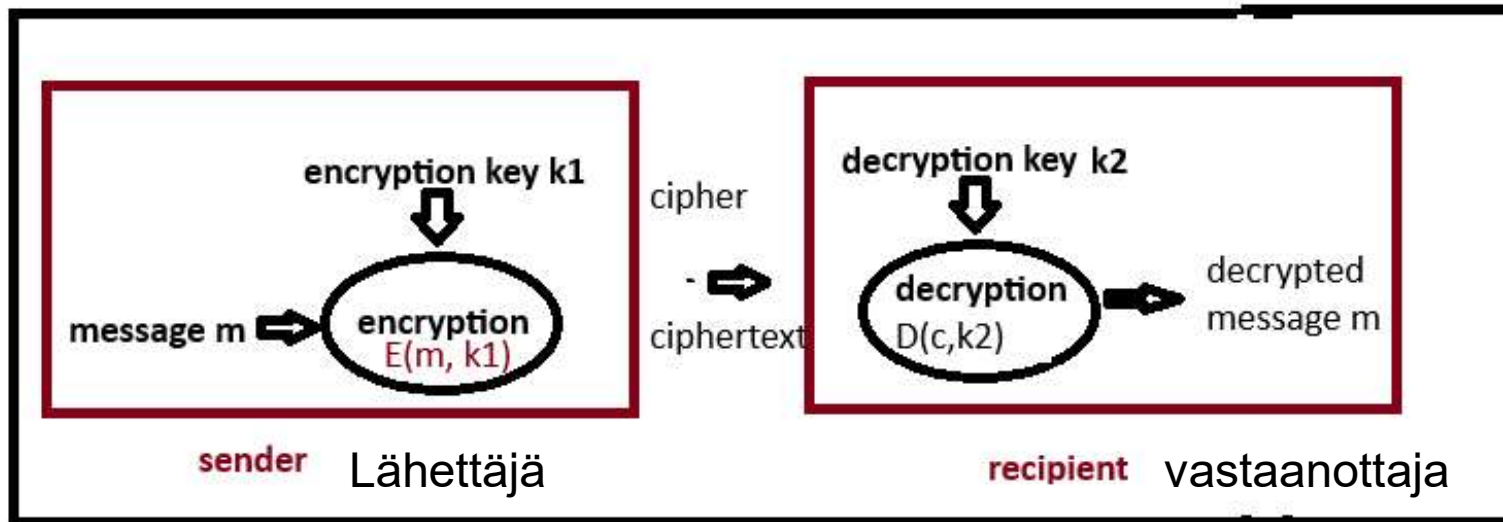 encryption key k1
message m
encryption
E(m, k1)
sender Lähettäjä
cipher
-
ciphertext
decryption key k2
decryption
D(c,k2)
decrypted
message m
recipient vastaanottaja